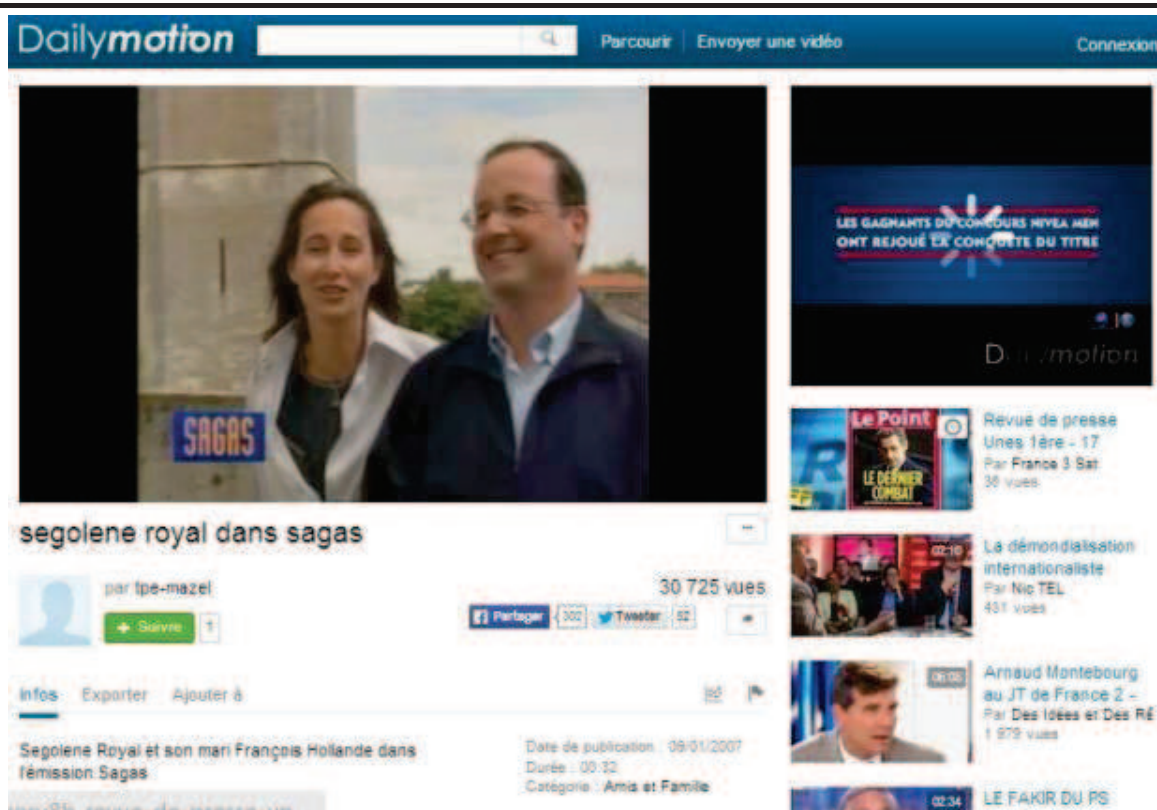 Dailymotion
Parcourir
Envoyer une vidéo
Connexion
SAGAS
segolene royal dans sagas
par tpe-mazel
+ Suivre
1
30 725 vues
Partager
302
Tweeter
52
Infos
Exporter
Ajouter à
Segolene Royal et son mari François Hollande dans
l'émission Sagas
Date de publication : 09/01/2007
Durée : 00:32
Catégorie : Amis et Famille
LES GAGNANTS DU CONCOURS NIVEA MEN
ONT REJOUÉ LA CONQUÊTE DU TITRE
Le Point
LE DERNIER
COMBAT
Revue de presse
Unes 1ère - 17
Par France 3 Sat
02:10
La démondialisation
internationaliste
Par Nic TEL
431 vues
06:08
Arnaud Montebourg
au JT de France 2 -
Par Des Idées et Des Ré
1 979 vues
02:34
LE FAKIR DU PS